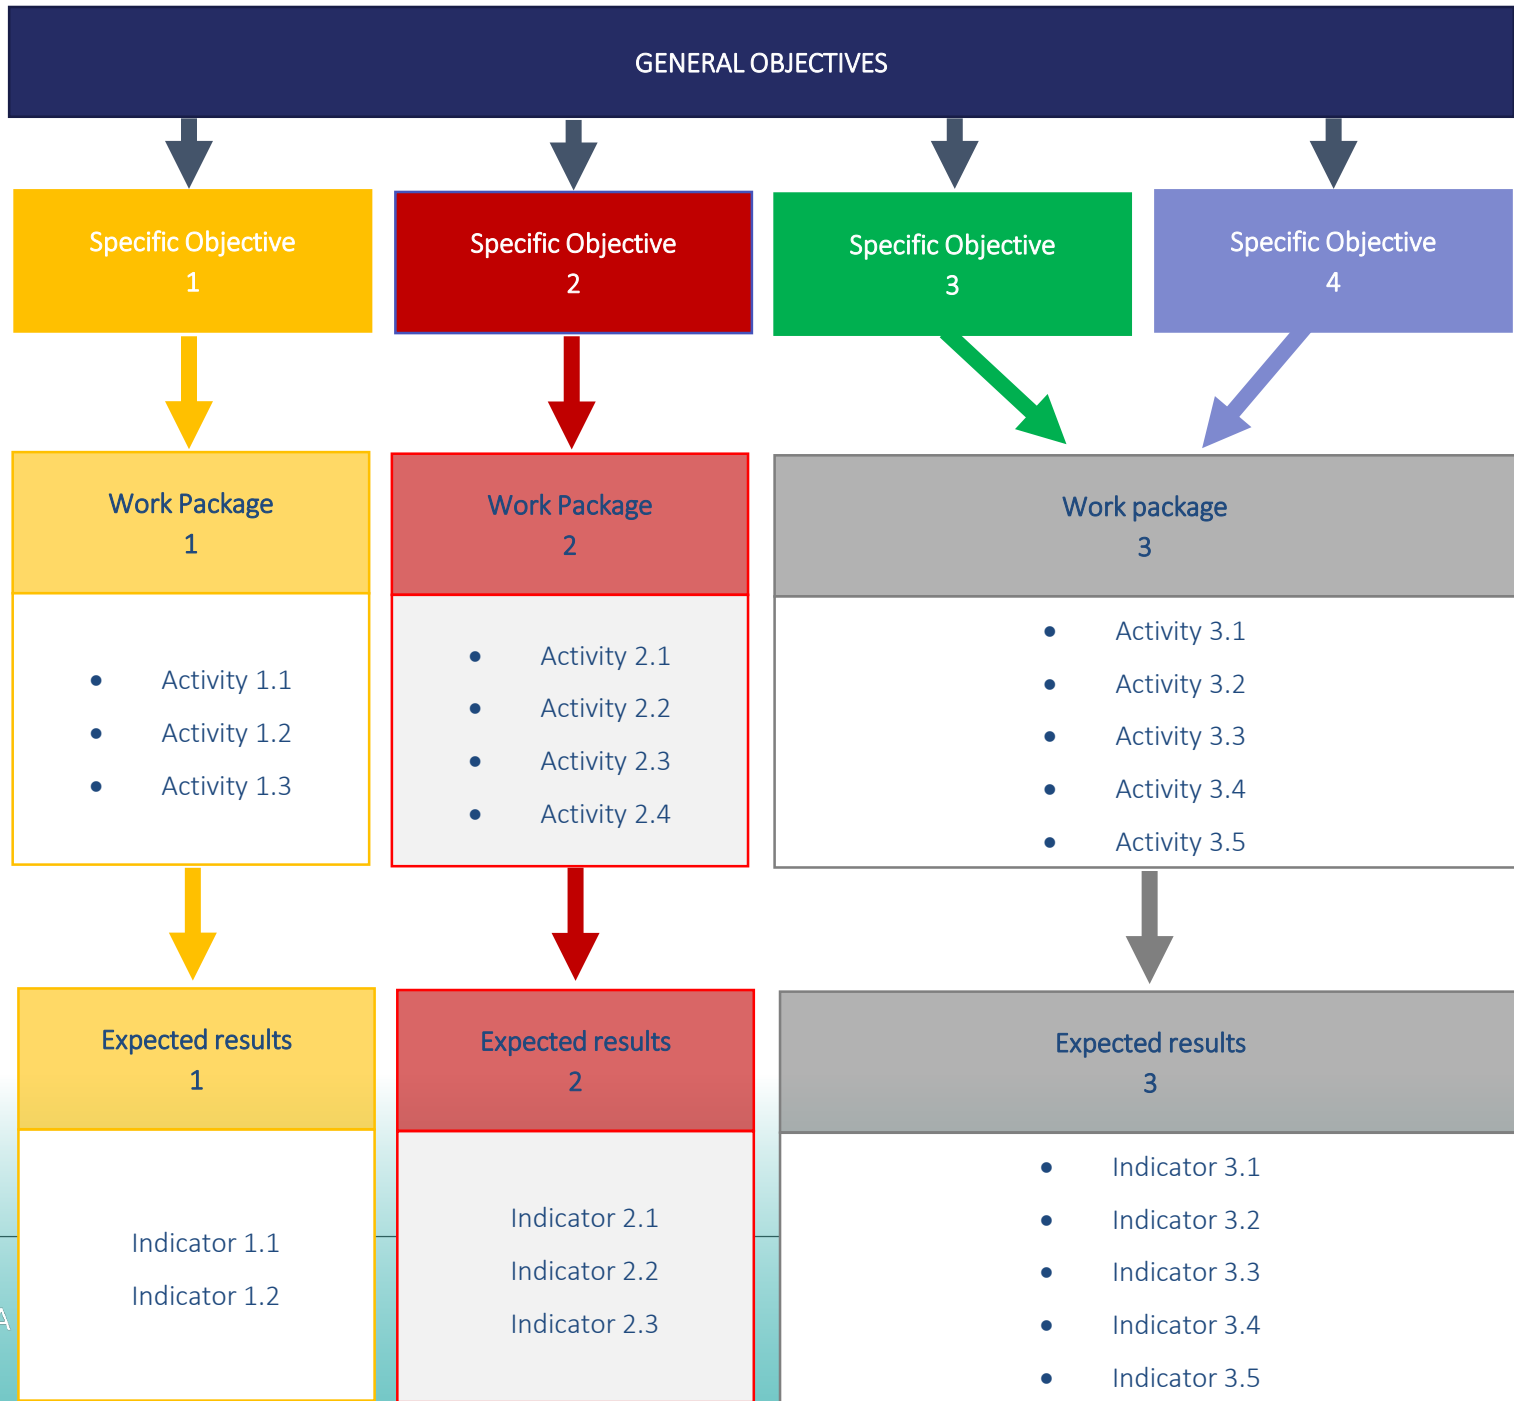 GENERAL OBJECTIVES
Specific Objective
1
Specific Objective
2
Specific Objective
3
Specific Objective
4
Work Package
1
• Activity 1.1
• Activity 1.2
• Activity 1.3
Work Package
2
• Activity 2.1
• Activity 2.2
• Activity 2.3
• Activity 2.4
Work package
3
• Activity 3.1
• Activity 3.2
• Activity 3.3
• Activity 3.4
• Activity 3.5
Expected results
1
Indicator 1.1
Indicator 1.2
Expected results
2
Indicator 2.1
Indicator 2.2
Indicator 2.3
Expected results
3
• Indicator 3.1
• Indicator 3.2
• Indicator 3.3
• Indicator 3.4
• Indicator 3.5